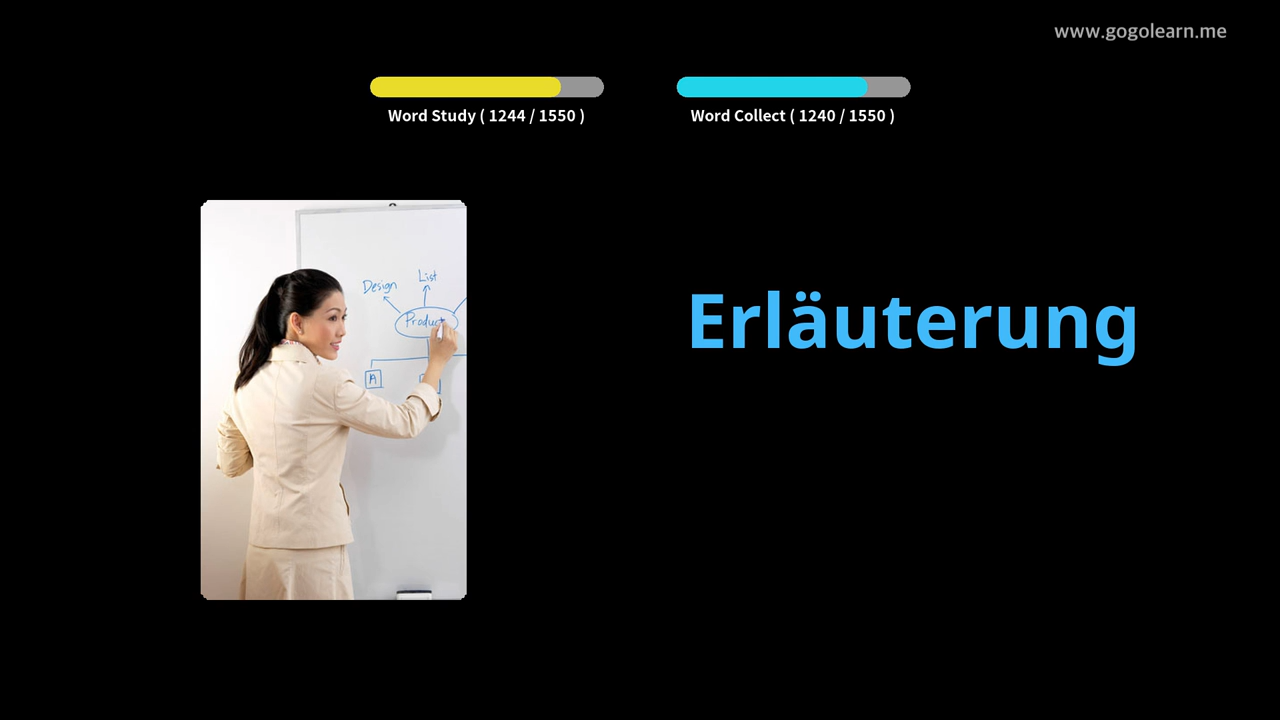 www.gogolearn.me
Word Study ( 1244 / 1550 )
Word Collect ( 1240 / 1550 )
Erläuterung
List
Design
Product
A